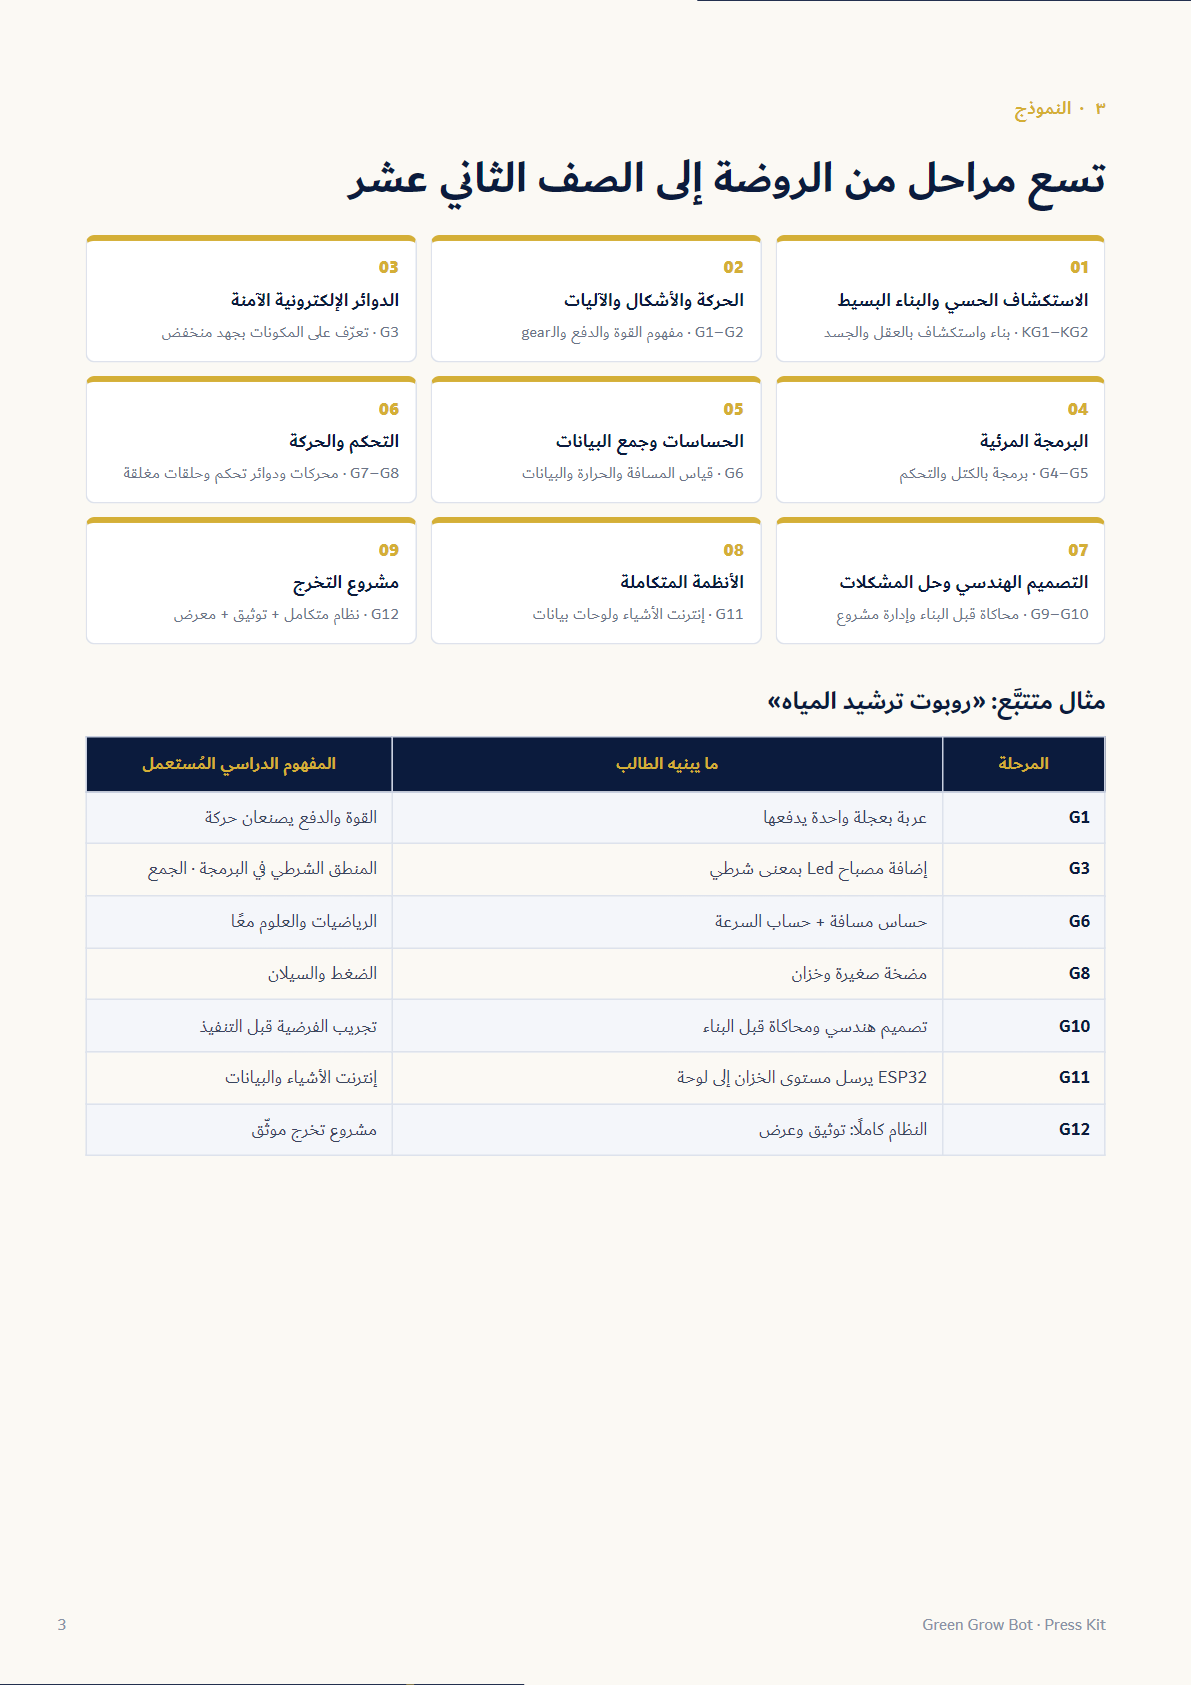 ٣ · النموذج
تسع مراحل من الروضة إلى الصف الثاني عشر
01
الاستكشاف الحسي والبناء البسيط
KG1–KG2 · بناء واستكشاف بالعقل والجسد
02
الحركة والأشكال والآليات
G1–G2 · مفهوم القوة والدفع والـgear
03
الدوائر الإلكترونية الآمنة
G3 · تعرّف على المكونات بجهد منخفض
04
البرمجة المرئية
G4–G5 · برمجة بالكتل والتحكم
05
الحساسات وجمع البيانات
G6 · قياس المسافة والحرارة والبيانات
06
التحكم والحركة
G7–G8 · محركات ودوائر تحكم وحلقات مغلقة
07
التصميم الهندسي وحل المشكلات
G9–G10 · محاكاة قبل البناء وإدارة مشروع
08
الأنظمة المتكاملة
G11 · إنترنت الأشياء ولوحات بيانات
09
مشروع التخرج
G12 · نظام متكامل + توثيق + معرض
مثال متتبَّع: «روبوت ترشيد المياه»
المرحلة ما يبنيه الطالب المفهوم الدراسي المُستعمل
G1 عربة بعجلة واحدة يدفعها القوة والدفع يصنعان حركة
G3 إضافة مصباح Led بمعنى شرطي المنطق الشرطي في البرمجة · الجمع
G6 حساس مسافة + حساب السرعة الرياضيات والعلوم معًا
G8 مضخة صغيرة وخزان الضغط والسيلان
G10 تصميم هندسي ومحاكاة قبل البناء تجريب الفرضية قبل التنفيذ
G11 ESP32 يرسل مستوى الخزان إلى لوحة إنترنت الأشياء والبيانات
G12 النظام كاملًا: توثيق وعرض مشروع تخرج موثّق
Green Grow Bot · Press Kit
3